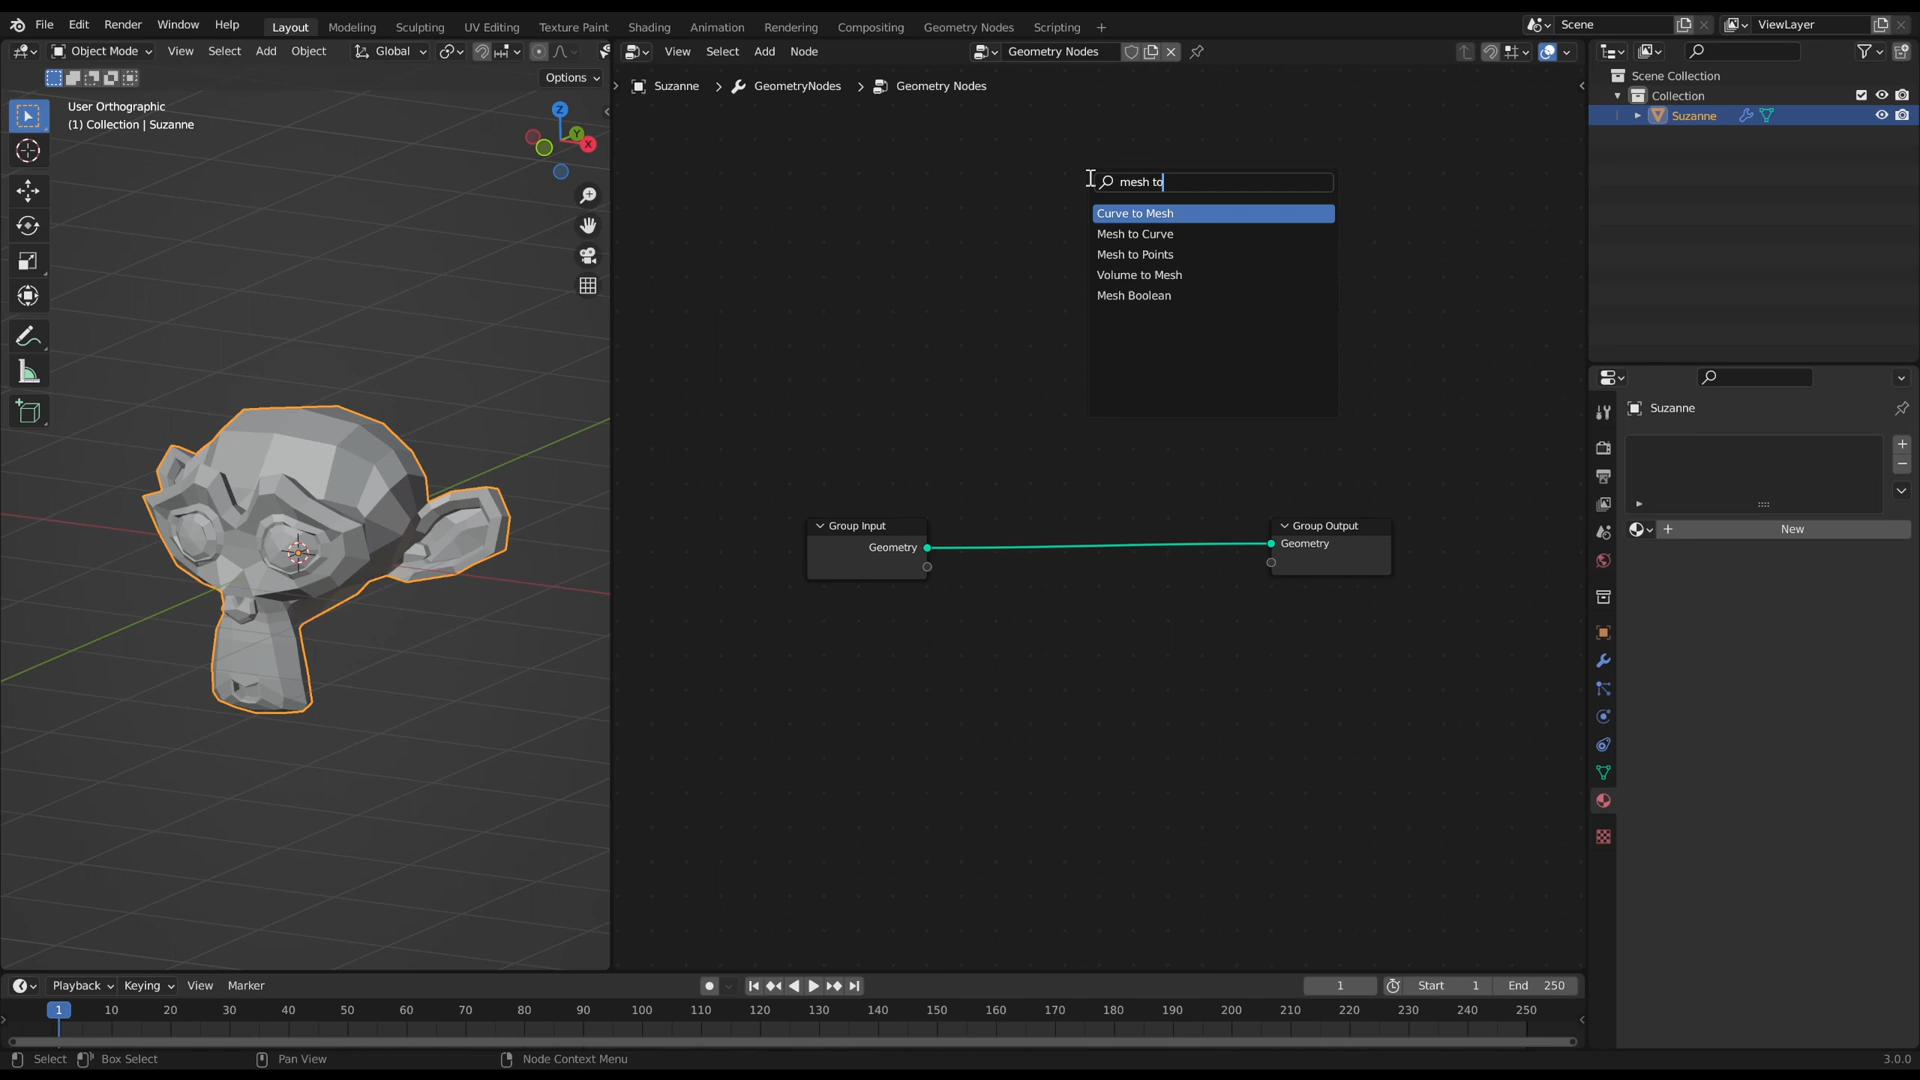 File Edit Render Window Help Layout Modeling Sculpting UV Editing Texture Paint Shading Animation Rendering Compositing Geometry Nodes Scripting + Scene ViewLayer
Object Mode View Select Add Object Global View Select Add Node Geometry Nodes
Options
Suzanne > GeometryNodes > Geometry Nodes
User Orthographic
(1) Collection | Suzanne
Z
Y
X
mesh to
Curve to Mesh
Mesh to Curve
Mesh to Points
Volume to Mesh
Mesh Boolean
Group Input
Geometry
Group Output
Geometry
Scene Collection
Collection
Suzanne
Suzanne
New
Playback Keying View Marker 1 Start 1 End 250
1 10 20 30 40 50 60 70 80 90 100 110 120 130 140 150 160 170 180 190 200 210 220 230 240 250
Select Box Select Pan View Node Context Menu 3.0.0